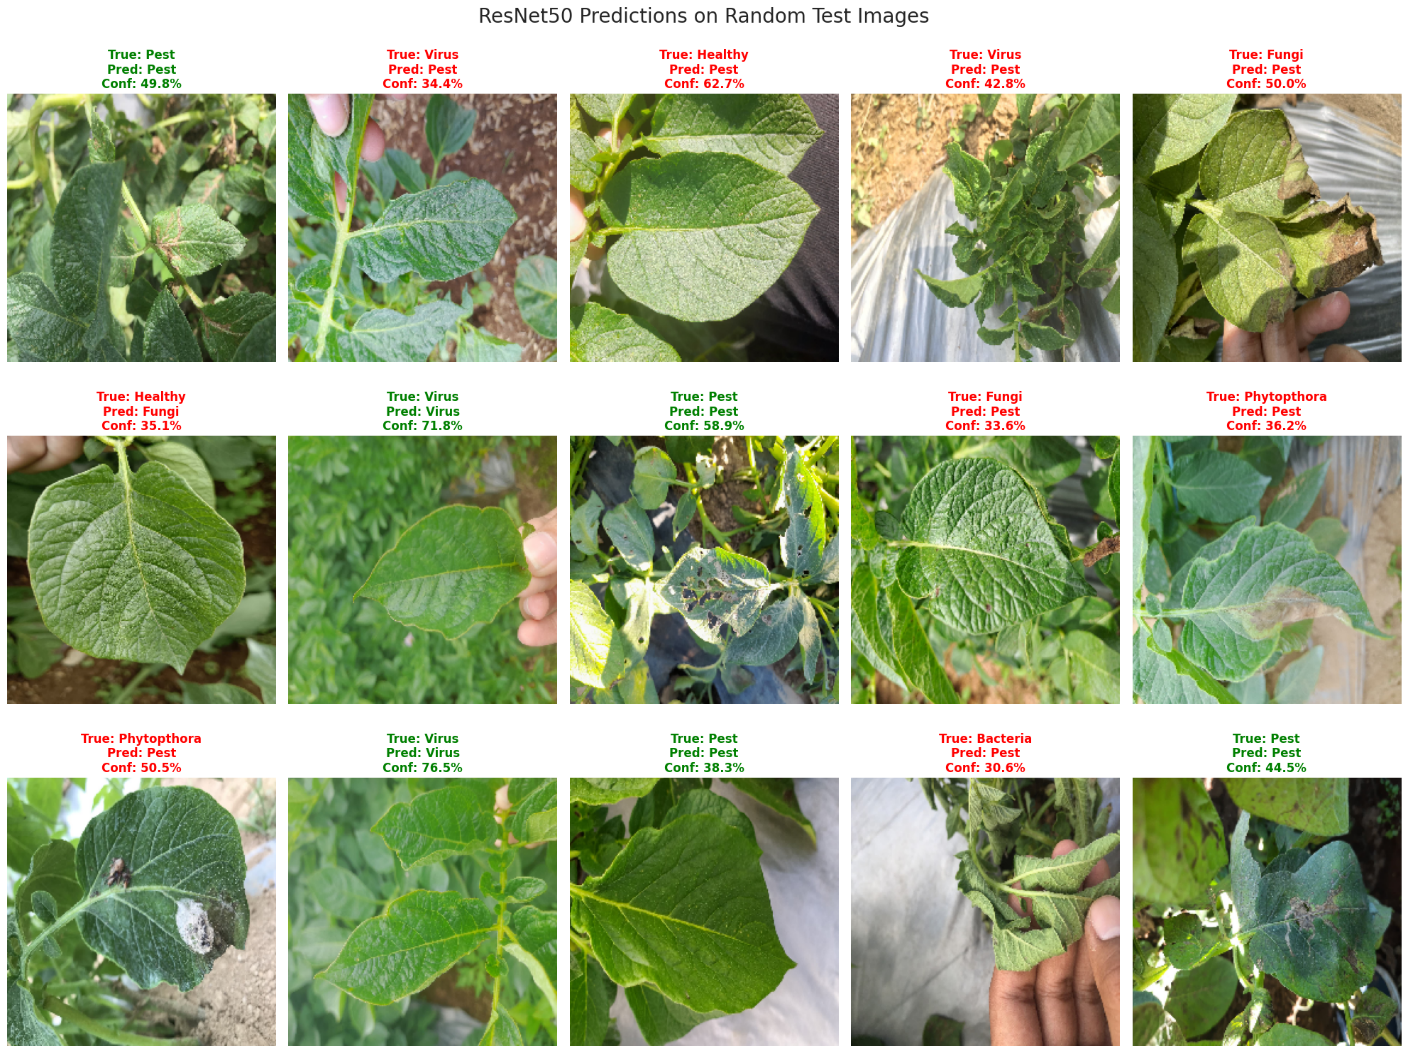 ResNet50 Predictions on Random Test Images
True: Pest
Pred: Pest
Conf: 49.8%
True: Virus
Pred: Pest
Conf: 34.4%
True: Healthy
Pred: Pest
Conf: 62.7%
True: Virus
Pred: Pest
Conf: 42.8%
True: Fungi
Pred: Pest
Conf: 50.0%
True: Healthy
Pred: Fungi
Conf: 35.1%
True: Virus
Pred: Virus
Conf: 71.8%
True: Pest
Pred: Pest
Conf: 58.9%
True: Fungi
Pred: Pest
Conf: 33.6%
True: Phytopthora
Pred: Pest
Conf: 36.2%
True: Phytopthora
Pred: Pest
Conf: 50.5%
True: Virus
Pred: Virus
Conf: 76.5%
True: Pest
Pred: Pest
Conf: 38.3%
True: Bacteria
Pred: Pest
Conf: 30.6%
True: Pest
Pred: Pest
Conf: 44.5%